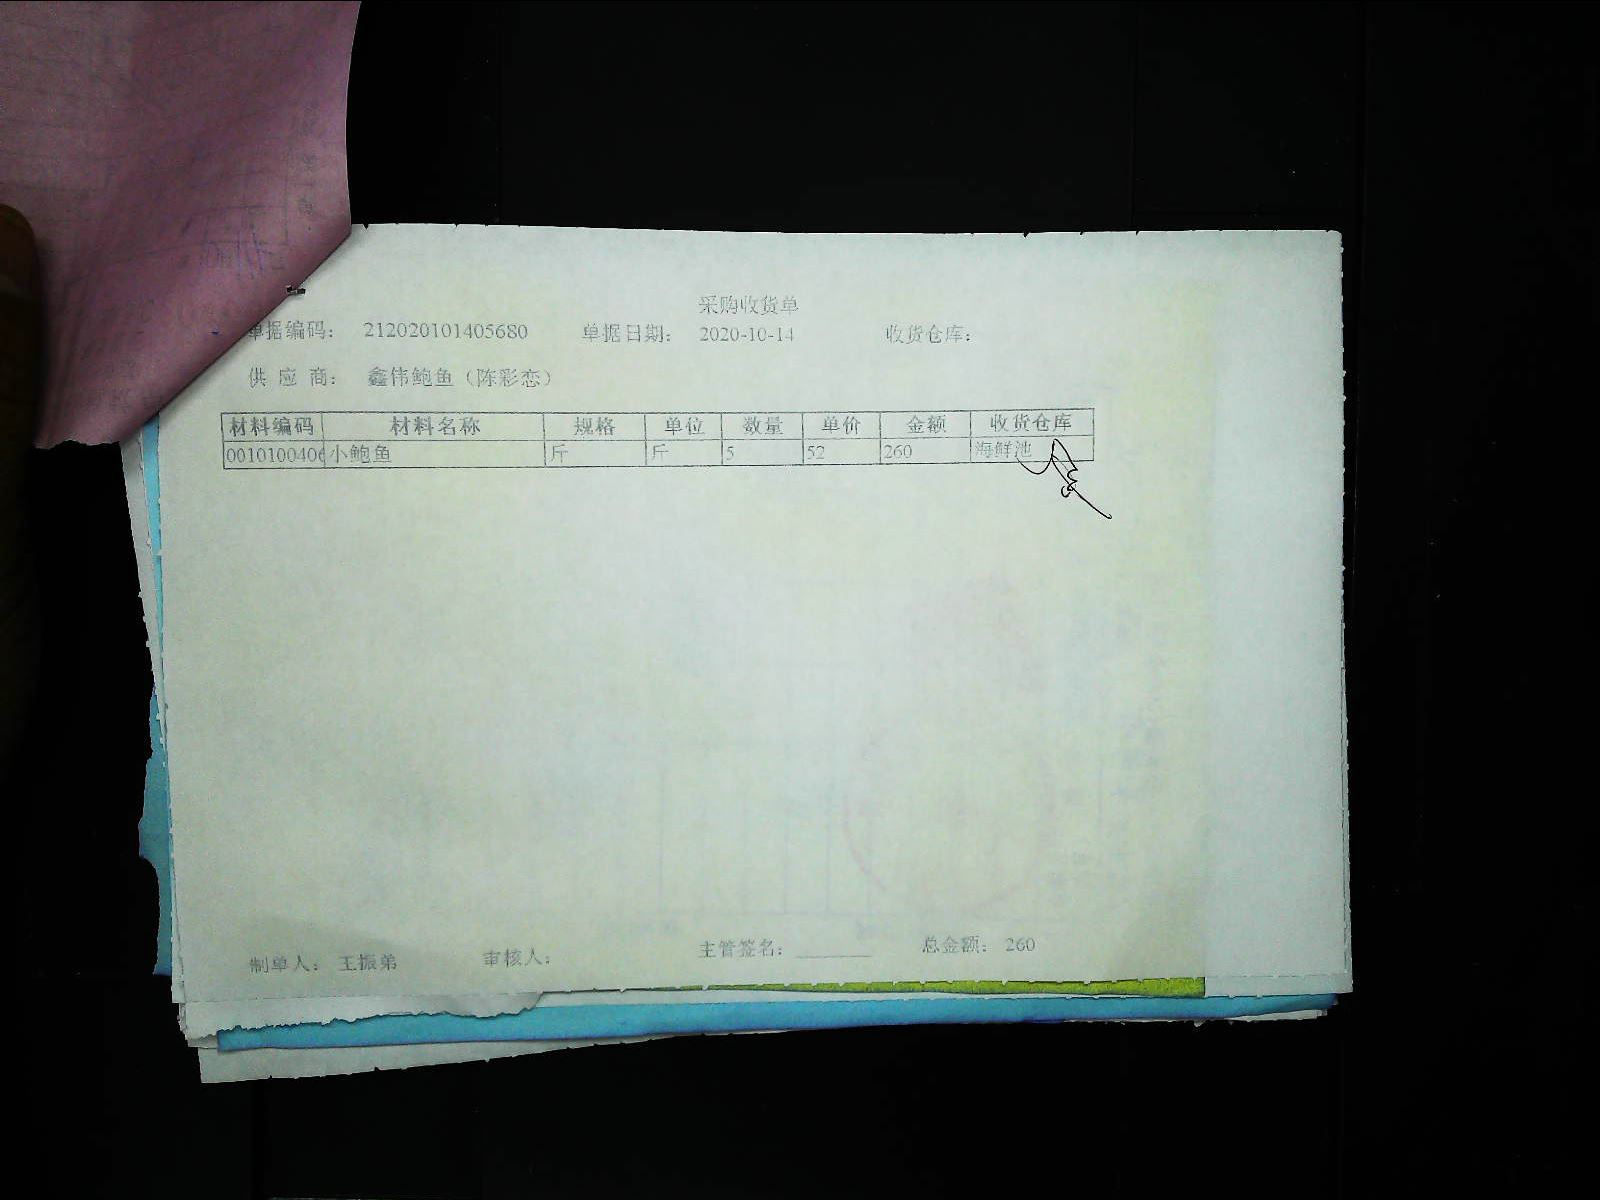 采购收货单
单据编码： 212020101405680 单据日期： 2020-10-14 收货仓库：
供 应 商： 鑫伟鲍鱼（陈彩恋）
材料编码 材料名称 规格 单位 数量 单价 金额 收货仓库
0010100406 小鲍鱼 斤 斤 5 52 260 海鲜池
制单人： 王振弟 审核人： 主管签名： ________ 总金额： 260